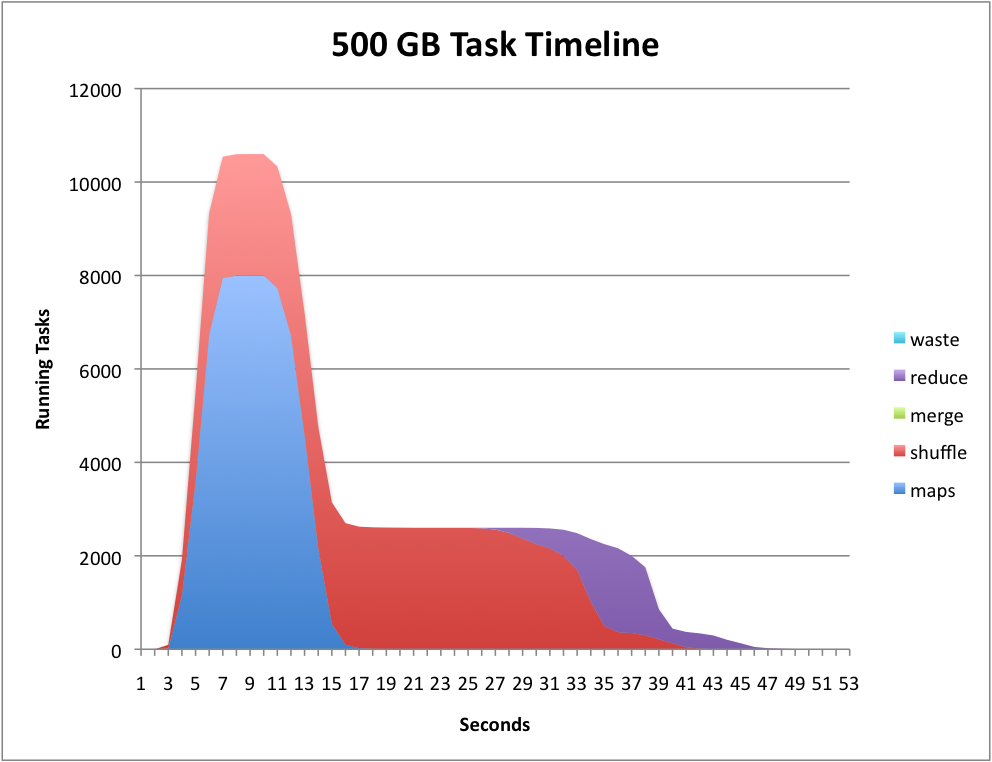 500 GB Task Timeline
12000
10000
8000
6000
4000
2000
0
Running Tasks
1 3 5 7 9 11 13 15 17 19 21 23 25 27 29 31 33 35 37 39 41 43 45 47 49 51 53
Seconds
waste
reduce
merge
shuffle
maps